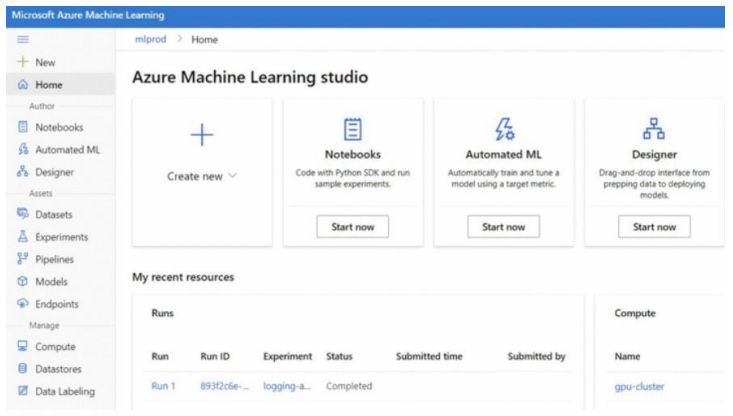 Microsoft Azure Machine Learning
mlprod > Home
New
Home
Author
Notebooks
Automated ML
Designer
Assets
Datasets
Experiments
Pipelines
Models
Endpoints
Manage
Compute
Datastores
Data Labeling
Azure Machine Learning studio
Create new
Notebooks
Code with Python SDK and run
sample experiments.
Start now
Automated ML
Automatically train and tune a
model using a target metric.
Start now
Designer
Drag-and-drop interface from
prepping data to deploying
models.
Start now
My recent resources
Runs
Run Run ID Experiment Status Submitted time Submitted by
Run 1 893f2c6e-... logging-a... Completed
Compute
Name
gpu-cluster